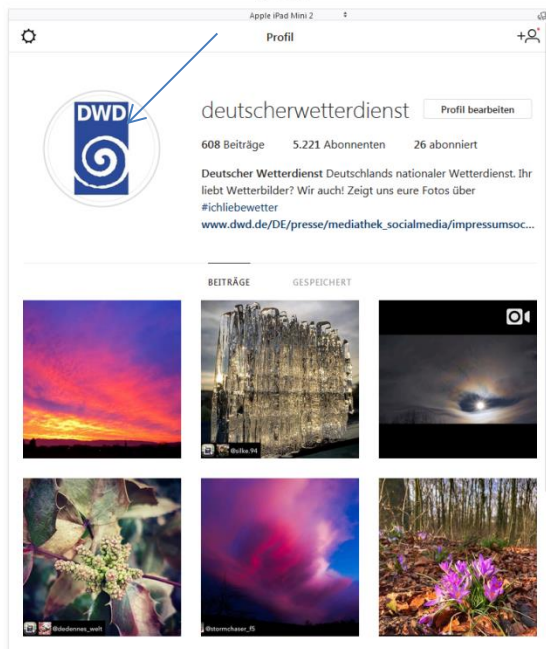 Apple iPad Mini 2
Profil
DWD
deutscherwetterdienst
Profil bearbeiten
608 Beiträge 5.221 Abonnenten 26 abonniert
Deutscher Wetterdienst Deutschlands nationaler Wetterdienst. Ihr
liebt Wetterbilder? Wir auch! Zeigt uns eure Fotos über
#ichliebewetter
www.dwd.de/DE/presse/mediathek_socialmedia/impressumsoc...
BEITRÄGE GESPEICHERT
@silke.94
@dedennes_welt
@stormchaser_f5